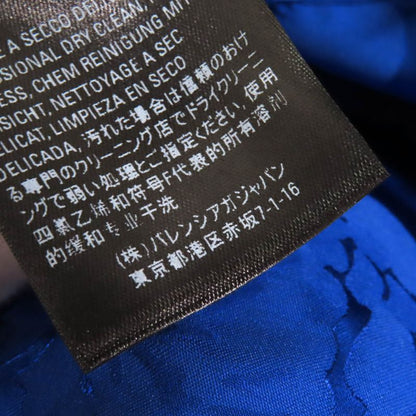 A SECCO DEL
SSIONAL DRY CLEAN
ESS, CHEM REINIGUNG MIT
SICHT, NETTOYAGE A SEC
ELICAT, LIMPIEZA EN SECO
DELICADA, 汚れた場合は信頼のおけ
る専門のクリーニング店でドライクリーニ
ングで弱い処理とご指定ください, 使用
四氯乙烯和符号F代表的所有溶剂
的缓和专业干洗
(株) バレンシアガジャパン
東京都港区赤坂7-1-16